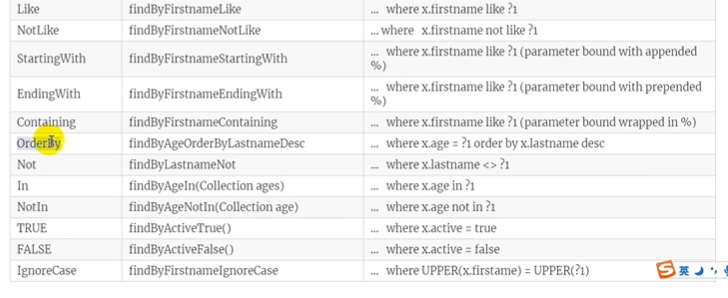 Like findByFirstnameLike ... where x.firstname like ?1
NotLike findByFirstnameNotLike ... where x.firstname not like ?1
StartingWith findByFirstnameStartingWith ... where x.firstname like ?1 (parameter bound with appended
%)
EndingWith findByFirstnameEndingWith ... where x.firstname like ?1 (parameter bound with prepended
%)
Containing findByFirstnameContaining ... where x.firstname like ?1 (parameter bound wrapped in %)
OrderBy findByAgeOrderByLastnameDesc ... where x.age = ?1 order by x.lastname desc
Not findByLastnameNot ... where x.lastname <> ?1
In findByAgeIn(Collection ages) ... where x.age in ?1
NotIn findByAgeNotIn(Collection age) ... where x.age not in ?1
TRUE findByActiveTrue() ... where x.active = true
FALSE findByActiveFalse() ... where x.active = false
IgnoreCase findByFirstnameIgnoreCase ... where UPPER(x.firstame) = UPPER(?1)
S 英